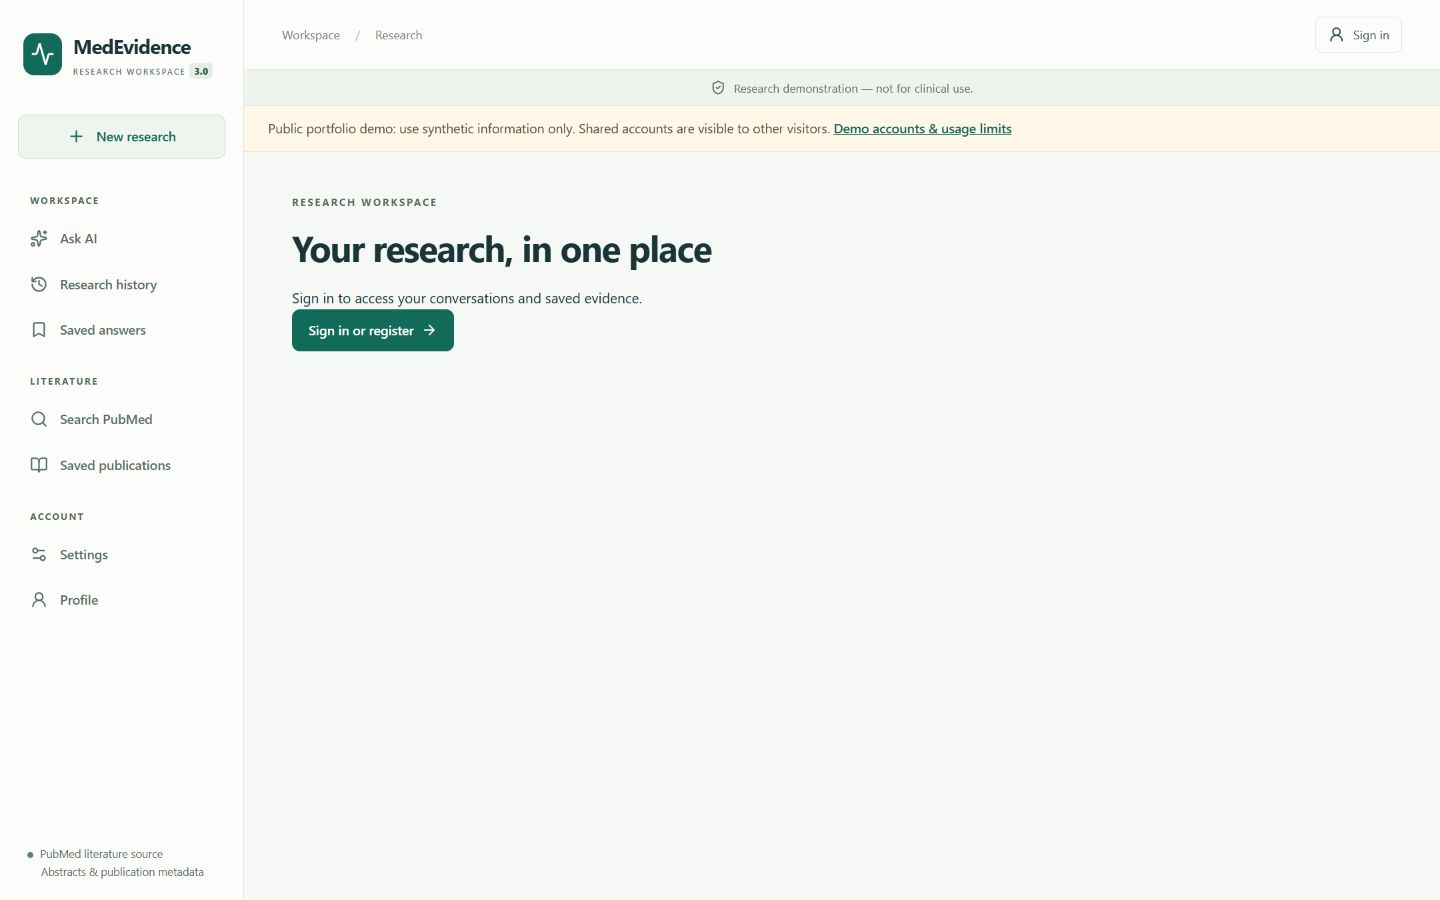 MedEvidence
RESEARCH WORKSPACE 3.0
New research
WORKSPACE
Ask AI
Research history
Saved answers
LITERATURE
Search PubMed
Saved publications
ACCOUNT
Settings
Profile
PubMed literature source
Abstracts & publication metadata
Workspace / Research
Sign in
Research demonstration — not for clinical use.
Public portfolio demo: use synthetic information only. Shared accounts are visible to other visitors. Demo accounts & usage limits
RESEARCH WORKSPACE
Your research, in one place
Sign in to access your conversations and saved evidence.
Sign in or register